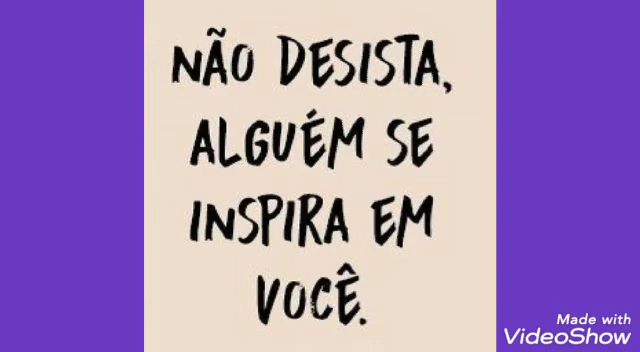 NÃO DESISTA,
ALGUÉM SE
INSPIRA EM
VOCÊ.
Made with
VideoShow